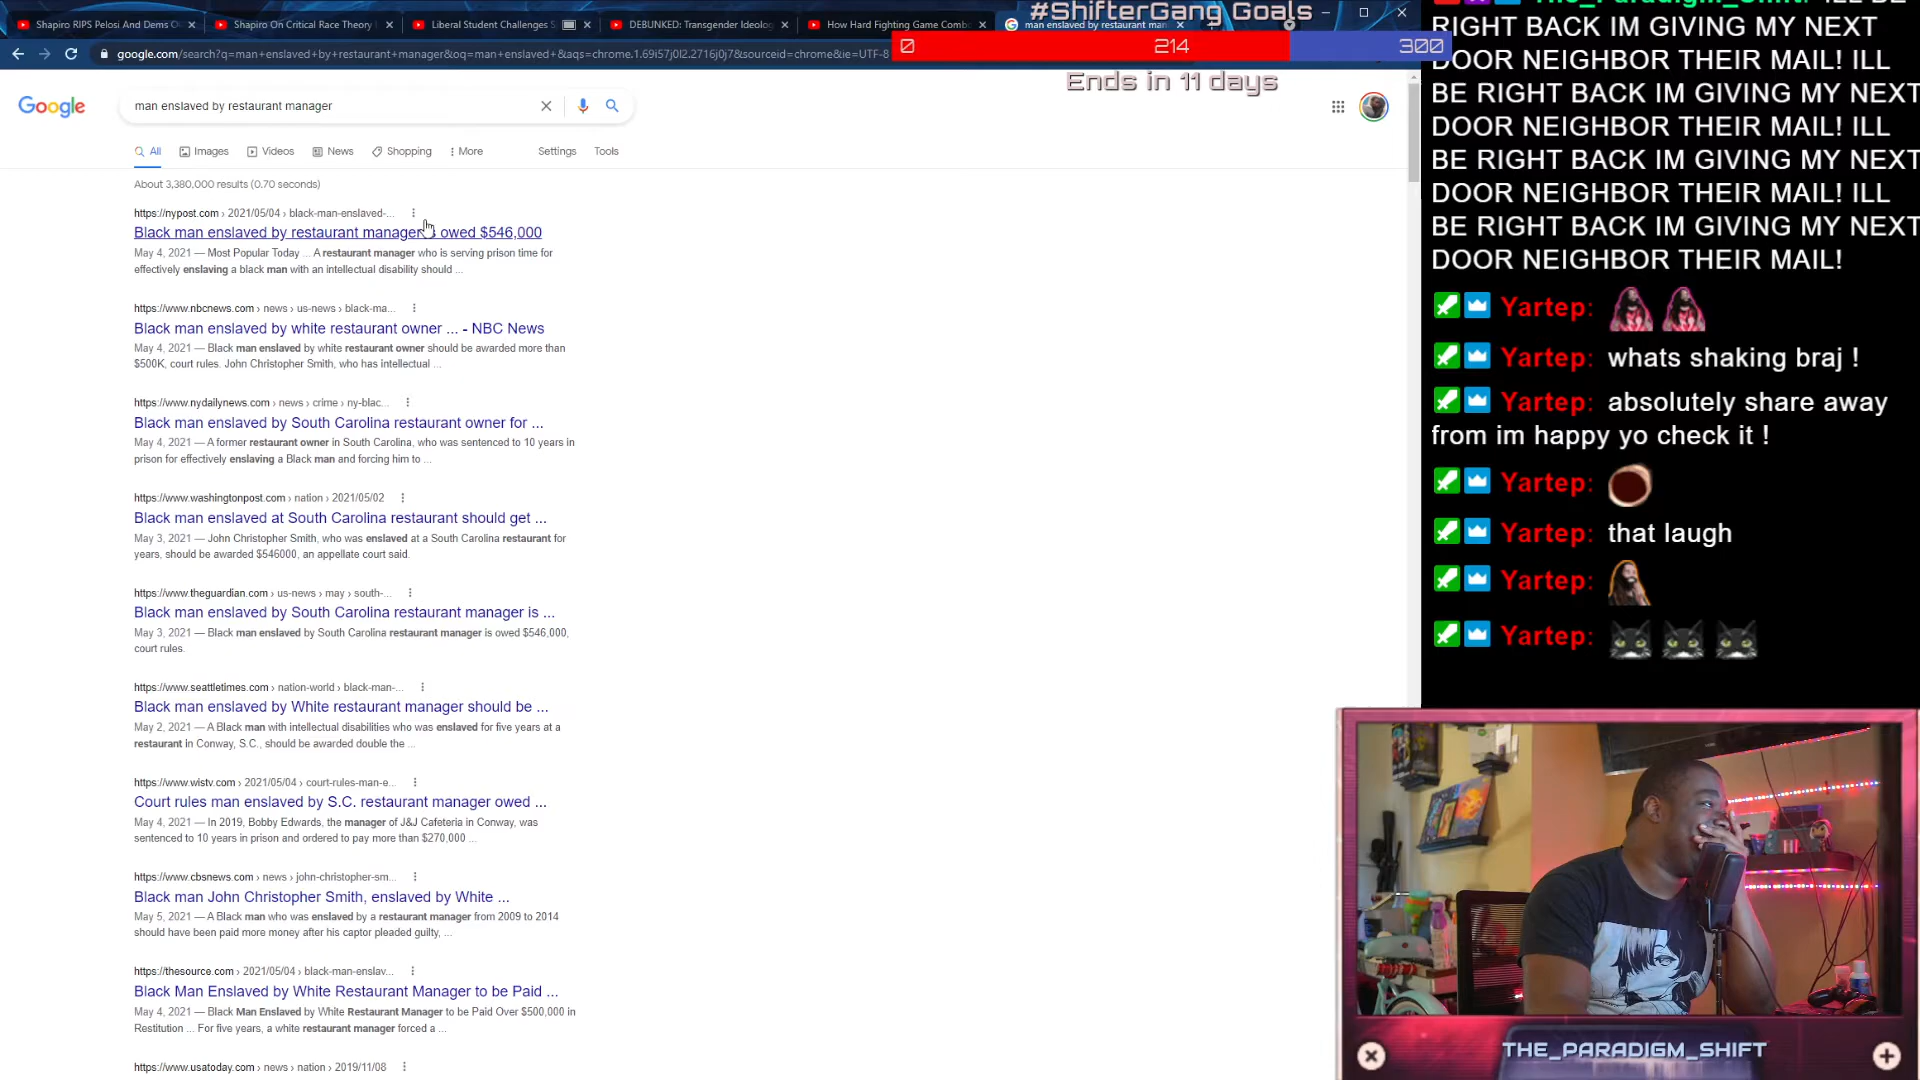 Shapiro RIPS Pelosi And Dems O
Shapiro On Critical Race Theory
Liberal Student Challenges S
DEBUNKED: Transgender Ideolog
How Hard Fighting Game Comb
man enslaved by restaurant man
#ShifterGang Goals
google.com/search?q=man+enslaved+by+restaurant+manager&oq=man+enslaved+&aqs=chrome.1.69i57j0l2.2716j0j7&sourceid=chrome&ie=UTF-8
0
214
300
Ends in 11 days
Google
man enslaved by restaurant manager
All
Images
Videos
News
Shopping
More
Settings
Tools
About 3,380,000 results (0.70 seconds)
https://nypost.com › 2021/05/04 › black-man-enslaved-...
Black man enslaved by restaurant manager owed $546,000
May 4, 2021 — Most Popular Today ... A restaurant manager who is serving prison time for
effectively enslaving a black man with an intellectual disability should ...
https://www.nbcnews.com › news › us-news › black-ma...
Black man enslaved by white restaurant owner ... - NBC News
May 4, 2021 — Black man enslaved by white restaurant owner should be awarded more than
$500K, court rules. John Christopher Smith, who has intellectual ...
https://www.nydailynews.com › news › crime › ny-blac...
Black man enslaved by South Carolina restaurant owner for ...
May 4, 2021 — A former restaurant owner in South Carolina, who was sentenced to 10 years in
prison for effectively enslaving a Black man and forcing him to ...
https://www.washingtonpost.com › nation › 2021/05/02
Black man enslaved at South Carolina restaurant should get ...
May 3, 2021 — John Christopher Smith, who was enslaved at a South Carolina restaurant for
years, should be awarded $546000, an appellate court said.
https://www.theguardian.com › us-news › may › south-...
Black man enslaved by South Carolina restaurant manager is ...
May 3, 2021 — Black man enslaved by South Carolina restaurant manager is owed $546,000,
court rules.
https://www.seattletimes.com › nation-world › black-man-...
Black man enslaved by White restaurant manager should be ...
May 2, 2021 — A Black man with intellectual disabilities who was enslaved for five years at a
restaurant in Conway, S.C., should be awarded double the ...
https://www.wistv.com › 2021/05/04 › court-rules-man-e...
Court rules man enslaved by S.C. restaurant manager owed ...
May 4, 2021 — In 2019, Bobby Edwards, the manager of J&J Cafeteria in Conway, was
sentenced to 10 years in prison and ordered to pay more than $270,000 ...
https://www.cbsnews.com › news › john-christopher-sm...
Black man John Christopher Smith, enslaved by White ...
May 5, 2021 — A Black man who was enslaved by a restaurant manager from 2009 to 2014
should have been paid more money after his captor pleaded guilty, ...
https://thesource.com › 2021/05/04 › black-man-enslav...
Black Man Enslaved by White Restaurant Manager to be Paid ...
May 4, 2021 — Black Man Enslaved by White Restaurant Manager to be Paid Over $500,000 in
Restitution ... For five years, a white restaurant manager forced a ...
https://www.usatoday.com › news › nation › 2019/11/08
The_Paradigm_Shift: ILL BE
RIGHT BACK IM GIVING MY NEXT
DOOR NEIGHBOR THEIR MAIL! ILL
BE RIGHT BACK IM GIVING MY NEXT
DOOR NEIGHBOR THEIR MAIL! ILL
BE RIGHT BACK IM GIVING MY NEXT
DOOR NEIGHBOR THEIR MAIL! ILL
BE RIGHT BACK IM GIVING MY NEXT
DOOR NEIGHBOR THEIR MAIL!
Yartep:
Yartep: whats shaking braj !
Yartep: absolutely share away
from im happy yo check it !
Yartep:
Yartep: that laugh
Yartep:
Yartep:
THE_PARADIGM_SHIFT